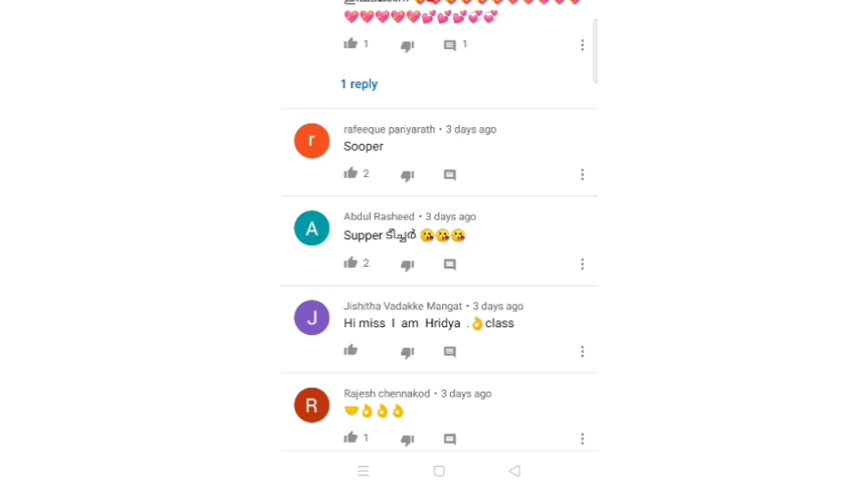 💖💖💖💖💖💕💕💕💞💞
1 1
1 reply
r rafeeque pariyarath • 3 days ago
Sooper
2
A Abdul Rasheed • 3 days ago
Supper ടീച്ചർ 😘😘😘
2
J Jishitha Vadakke Mangat • 3 days ago
Hi miss I am Hridya .👌class
R Rajesh chennakod • 3 days ago
🤝👌👌👌
1